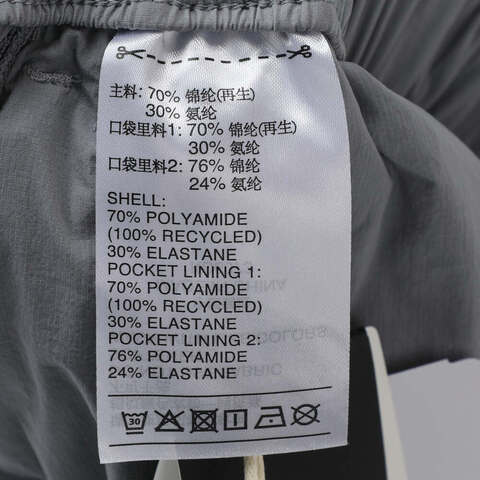 主料: 70% 锦纶(再生)
30% 氨纶
口袋里料1: 70% 锦纶(再生)
30% 氨纶
口袋里料2: 76% 锦纶
24% 氨纶
SHELL:
70% POLYAMIDE
(100% RECYCLED)
30% ELASTANE
POCKET LINING 1:
70% POLYAMIDE
(100% RECYCLED)
30% ELASTANE
POCKET LINING 2:
76% POLYAMIDE
24% ELASTANE
30